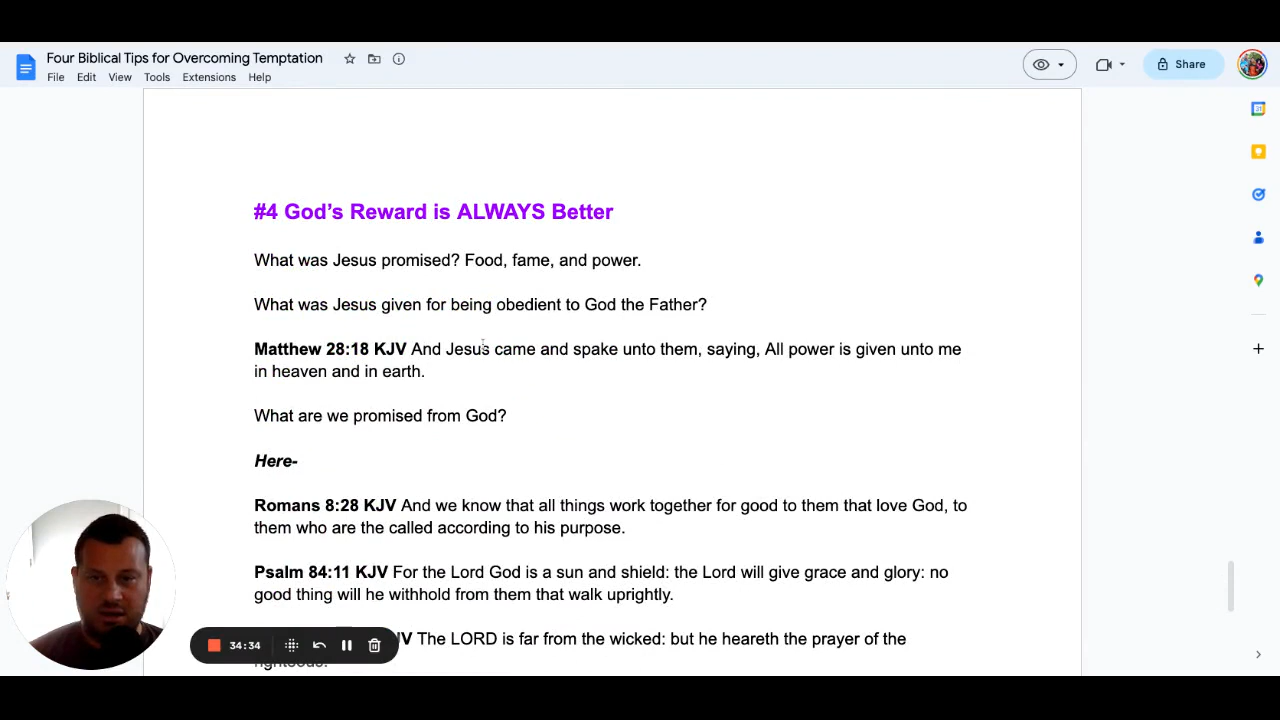 Four Biblical Tips for Overcoming Temptation
File Edit View Tools Extensions Help
Share
#4 God’s Reward is ALWAYS Better
What was Jesus promised? Food, fame, and power.
What was Jesus given for being obedient to God the Father?
Matthew 28:18 KJV And Jesus came and spake unto them, saying, All power is given unto me
in heaven and in earth.
What are we promised from God?
Here-
Romans 8:28 KJV And we know that all things work together for good to them that love God, to
them who are the called according to his purpose.
Psalm 84:11 KJV For the Lord God is a sun and shield: the Lord will give grace and glory: no
good thing will he withhold from them that walk uprightly.
The LORD is far from the wicked: but he heareth the prayer of the
righteous.
34:34